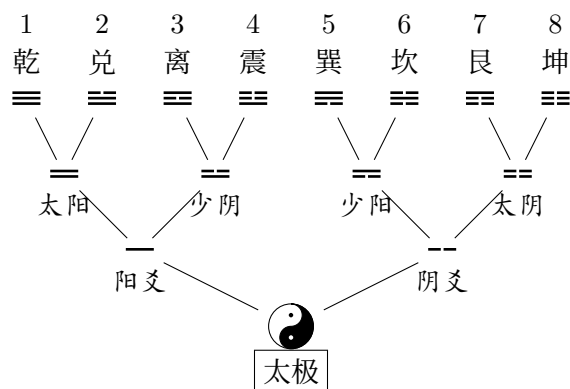 1 2 3 4 5 6 7 8
乾 兑 离 震 巽 坎 艮 坤
☰ ☱ ☲ ☳ ☴ ☵ ☶ ☷
⚌ ⚍ ⚎ ⚏
太阳 少阴 少阳 太阴
⚊ ⚋
阳爻 阴爻
太极